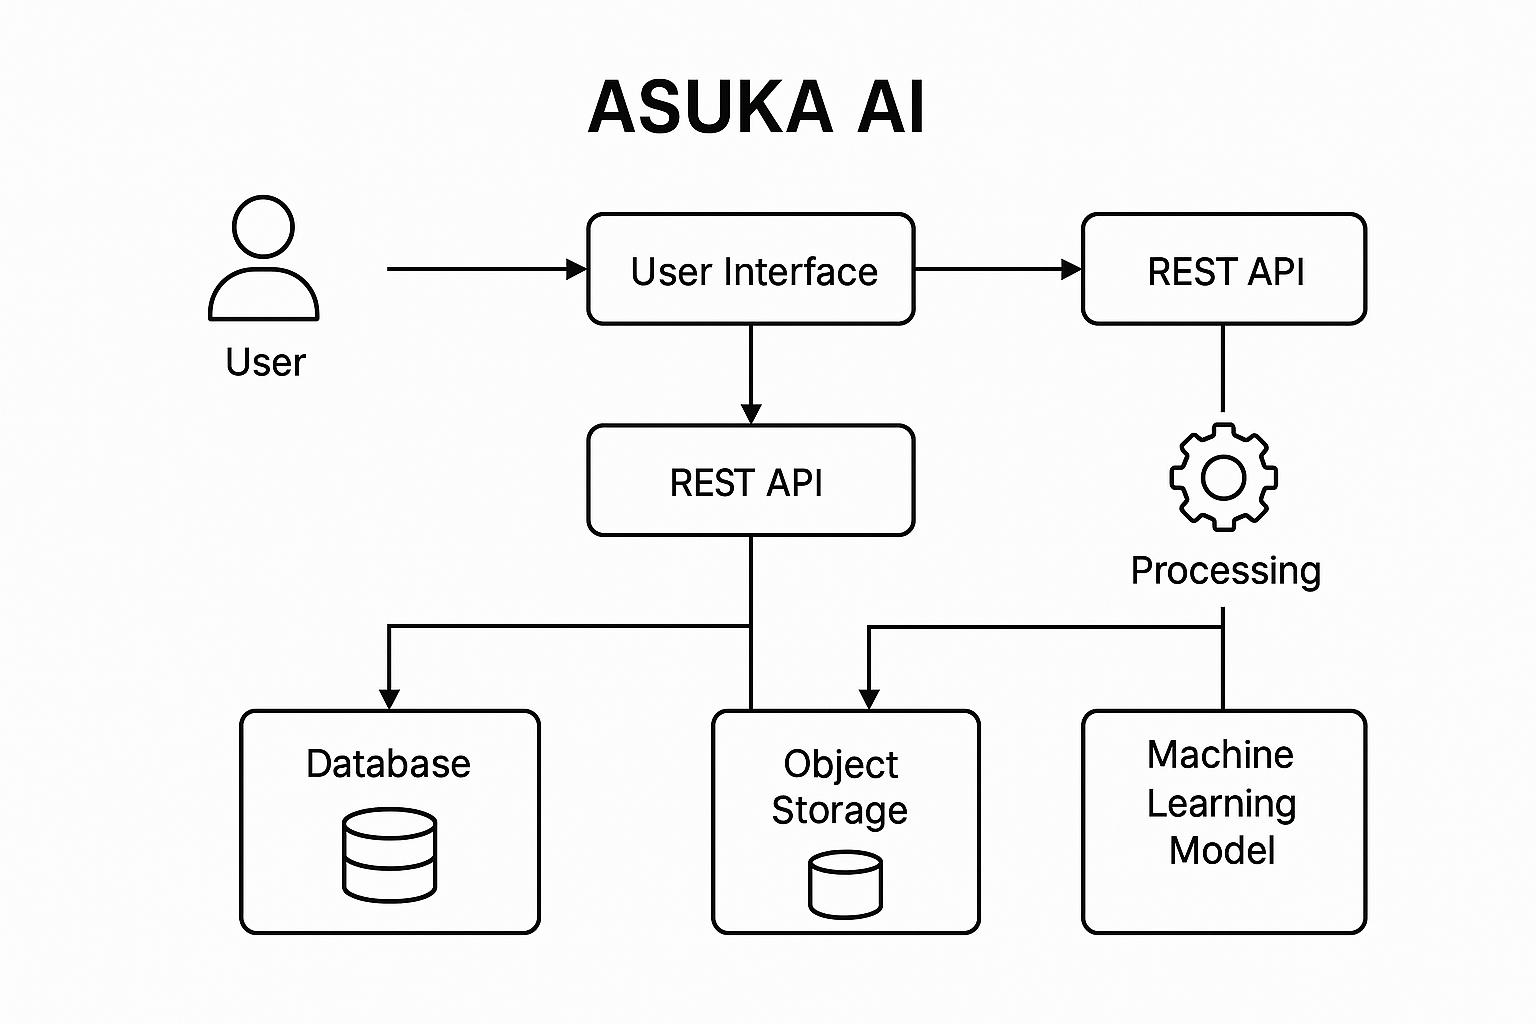 ASUKA AI
User
User Interface
REST API
REST API
Processing
Database
Object
Storage
Machine
Learning
Model